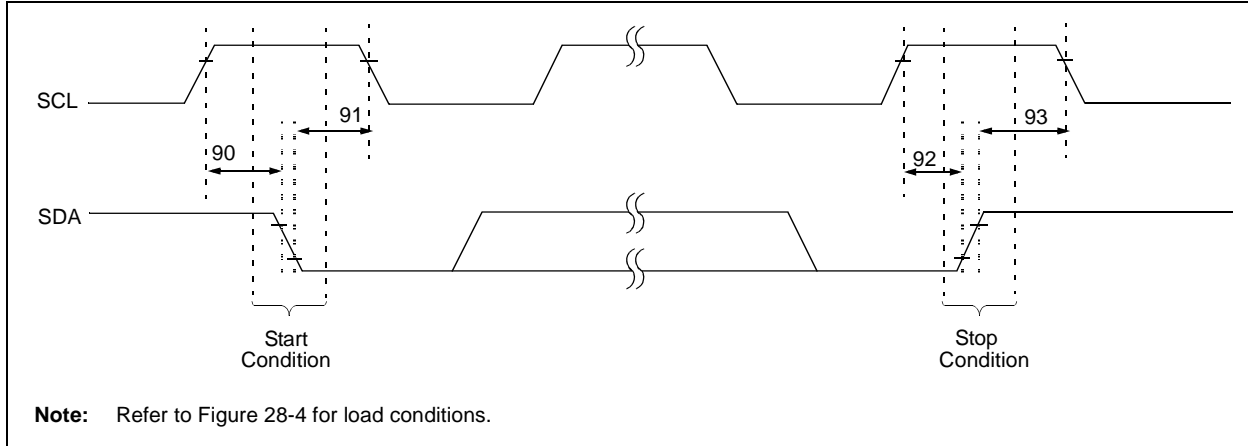 SCL
91
93
90
92
SDA
Start
Condition
Stop
Condition
Note: Refer to Figure 28-4 for load conditions.